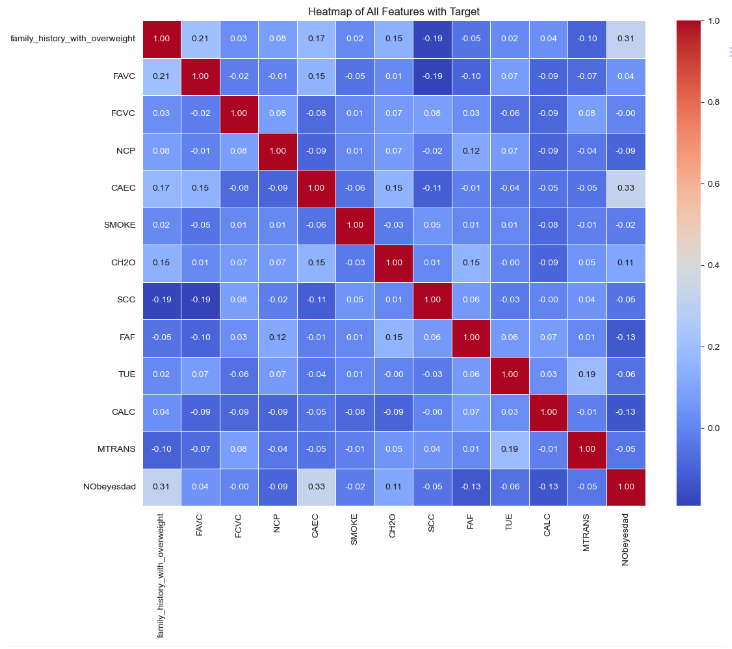 Heatmap of All Features with Target
family_history_with_overweight 1.00 0.21 0.03 0.08 0.17 0.02 0.15 -0.19 -0.05 0.02 0.04 -0.10 0.31
FAVC 0.21 1.00 -0.02 -0.01 0.15 -0.05 0.01 -0.19 -0.10 0.07 -0.09 -0.07 0.04
FCVC 0.03 -0.02 1.00 0.08 -0.08 0.01 0.07 0.08 0.03 -0.06 -0.09 0.08 -0.00
NCP 0.08 -0.01 0.08 1.00 -0.09 0.01 0.07 -0.02 0.12 0.07 -0.09 -0.04 -0.09
CAEC 0.17 0.15 -0.08 -0.09 1.00 -0.06 0.15 -0.11 -0.01 -0.04 -0.05 -0.05 0.33
SMOKE 0.02 -0.05 0.01 0.01 -0.06 1.00 -0.03 0.05 0.01 0.01 -0.08 -0.01 -0.02
CH2O 0.15 0.01 0.07 0.07 0.15 -0.03 1.00 0.01 0.15 -0.00 -0.09 0.05 0.11
SCC -0.19 -0.19 0.08 -0.02 -0.11 0.05 0.01 1.00 0.06 -0.03 -0.00 0.04 -0.05
FAF -0.05 -0.10 0.03 0.12 -0.01 0.01 0.15 0.06 1.00 0.06 0.07 0.01 -0.13
TUE 0.02 0.07 -0.06 0.07 -0.04 0.01 -0.00 -0.03 0.06 1.00 0.03 0.19 -0.06
CALC 0.04 -0.09 -0.09 -0.09 -0.05 -0.08 -0.09 -0.00 0.07 0.03 1.00 -0.01 -0.13
MTRANS -0.10 -0.07 0.08 -0.04 -0.05 -0.01 0.05 0.04 0.01 0.19 -0.01 1.00 -0.05
NObeyesdad 0.31 0.04 -0.00 -0.09 0.33 -0.02 0.11 -0.05 -0.13 -0.06 -0.13 -0.05 1.00
family_history_with_overweight
FAVC
FCVC
NCP
CAEC
SMOKE
CH2O
SCC
FAF
TUE
CALC
MTRANS
NObeyesdad
1.0
0.8
0.6
0.4
0.2
0.0